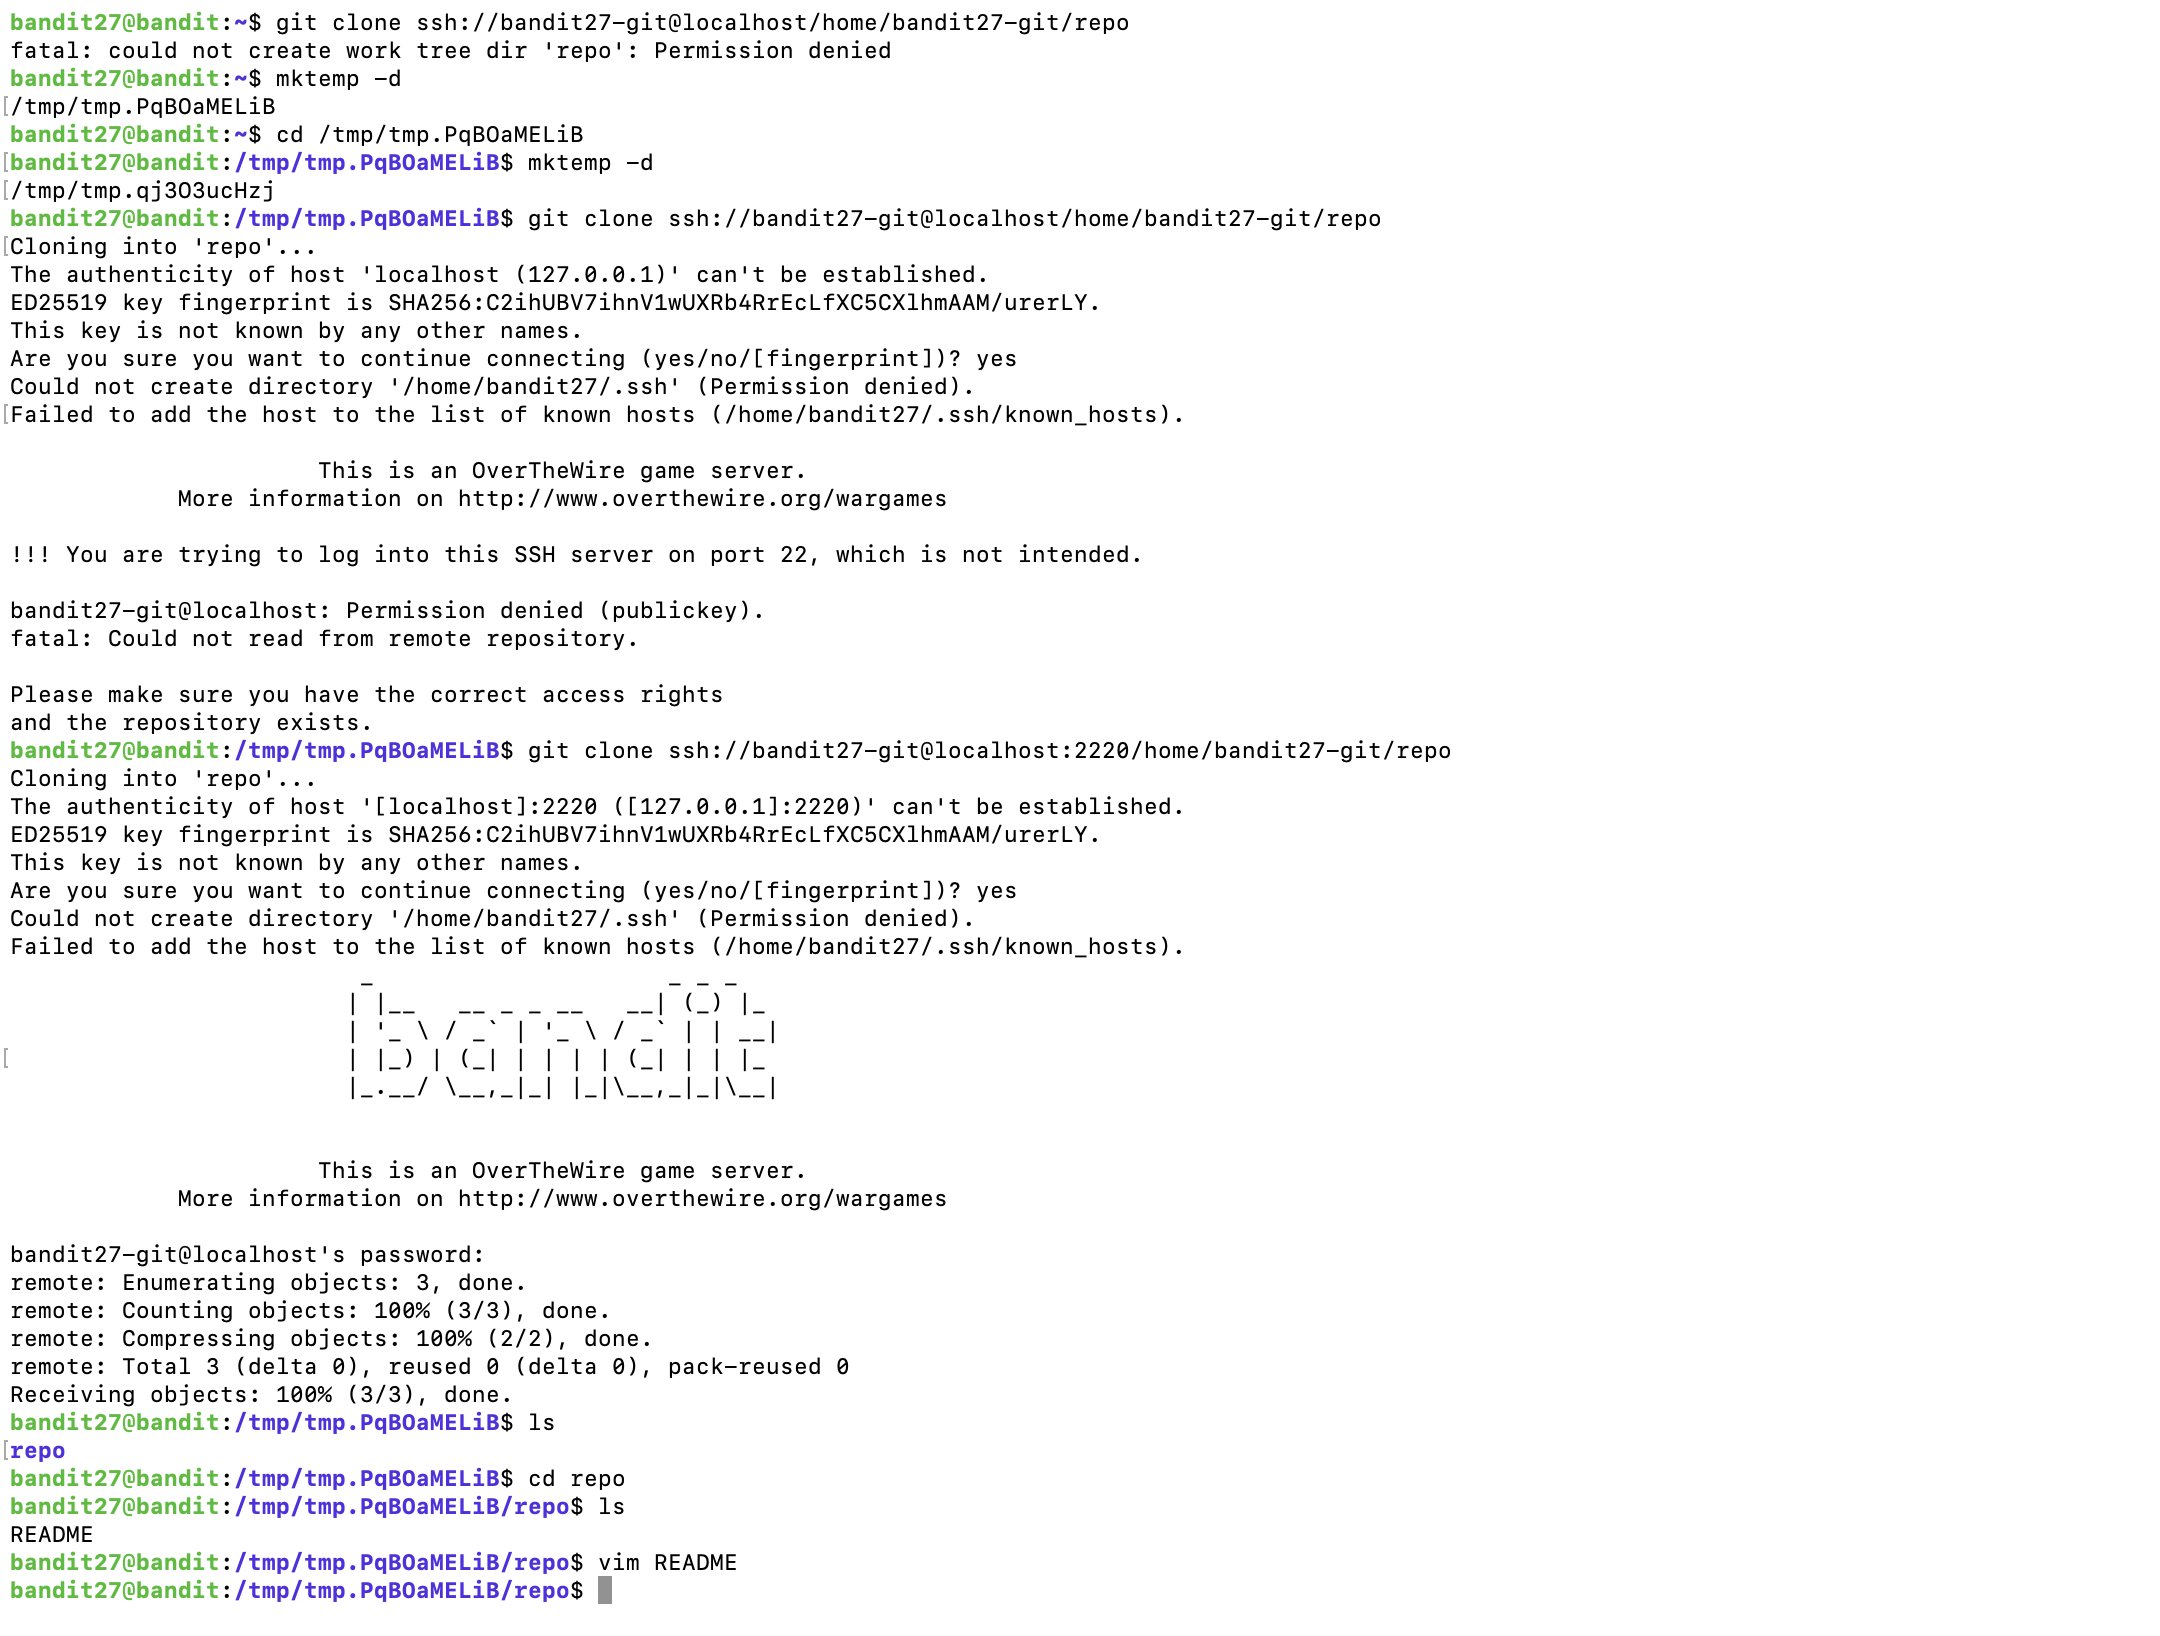 bandit27@bandit:~$ git clone ssh://bandit27-git@localhost/home/bandit27-git/repo
fatal: could not create work tree dir 'repo': Permission denied
bandit27@bandit:~$ mktemp -d
/tmp/tmp.PqBOaMELiB
bandit27@bandit:~$ cd /tmp/tmp.PqBOaMELiB
bandit27@bandit:/tmp/tmp.PqBOaMELiB$ mktemp -d
/tmp/tmp.qj3O3ucHzj
bandit27@bandit:/tmp/tmp.PqBOaMELiB$ git clone ssh://bandit27-git@localhost/home/bandit27-git/repo
Cloning into 'repo'...
The authenticity of host 'localhost (127.0.0.1)' can't be established.
ED25519 key fingerprint is SHA256:C2ihUBV7ihnV1wUXRb4RrEcLfXC5CXlhmAAM/urerLY.
This key is not known by any other names.
Are you sure you want to continue connecting (yes/no/[fingerprint])? yes
Could not create directory '/home/bandit27/.ssh' (Permission denied).
Failed to add the host to the list of known hosts (/home/bandit27/.ssh/known_hosts).
This is an OverTheWire game server.
More information on http://www.overthewire.org/wargames
!!! You are trying to log into this SSH server on port 22, which is not intended.
bandit27-git@localhost: Permission denied (publickey).
fatal: Could not read from remote repository.
Please make sure you have the correct access rights
and the repository exists.
bandit27@bandit:/tmp/tmp.PqBOaMELiB$ git clone ssh://bandit27-git@localhost:2220/home/bandit27-git/repo
Cloning into 'repo'...
The authenticity of host '[localhost]:2220 ([127.0.0.1]:2220)' can't be established.
ED25519 key fingerprint is SHA256:C2ihUBV7ihnV1wUXRb4RrEcLfXC5CXlhmAAM/urerLY.
This key is not known by any other names.
Are you sure you want to continue connecting (yes/no/[fingerprint])? yes
Could not create directory '/home/bandit27/.ssh' (Permission denied).
Failed to add the host to the list of known hosts (/home/bandit27/.ssh/known_hosts).
bandit
This is an OverTheWire game server.
More information on http://www.overthewire.org/wargames
bandit27-git@localhost's password:
remote: Enumerating objects: 3, done.
remote: Counting objects: 100% (3/3), done.
remote: Compressing objects: 100% (2/2), done.
remote: Total 3 (delta 0), reused 0 (delta 0), pack-reused 0
Receiving objects: 100% (3/3), done.
bandit27@bandit:/tmp/tmp.PqBOaMELiB$ ls
repo
bandit27@bandit:/tmp/tmp.PqBOaMELiB$ cd repo
bandit27@bandit:/tmp/tmp.PqBOaMELiB/repo$ ls
README
bandit27@bandit:/tmp/tmp.PqBOaMELiB/repo$ vim README
bandit27@bandit:/tmp/tmp.PqBOaMELiB/repo$